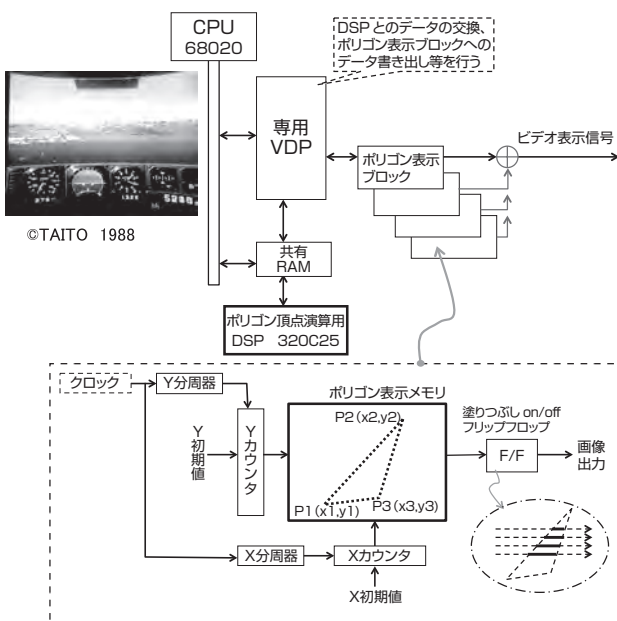 CPU
68020
DSP とのデータの交換、
ポリゴン表示ブロックへの
データ書き出し等を行う
専用
VDP
ビデオ表示信号
ポリゴン表示
ブロック
©TAITO 1988
共有
RAM
ポリゴン頂点演算用
DSP 320C25
クロック
Y分周器
ポリゴン表示メモリ
Y初期値
Yカウンタ
P2(x2,y2)
P1(x1,y1)
P3(x3,y3)
塗りつぶし on/off
フリップフロップ
F/F
画像
出力
X分周器
Xカウンタ
X初期値